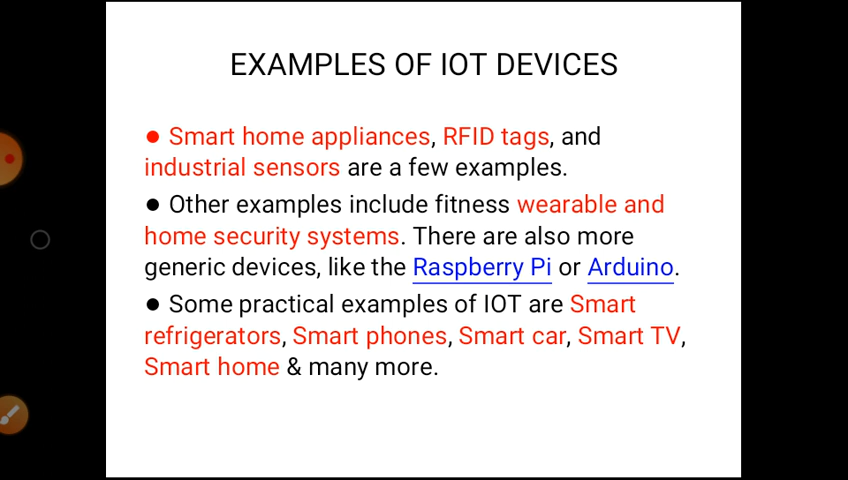 EXAMPLES OF IOT DEVICES
● Smart home appliances, RFID tags, and
industrial sensors are a few examples.
● Other examples include fitness wearable and
home security systems. There are also more
generic devices, like the Raspberry Pi or Arduino.
● Some practical examples of IOT are Smart
refrigerators, Smart phones, Smart car, Smart TV,
Smart home & many more.